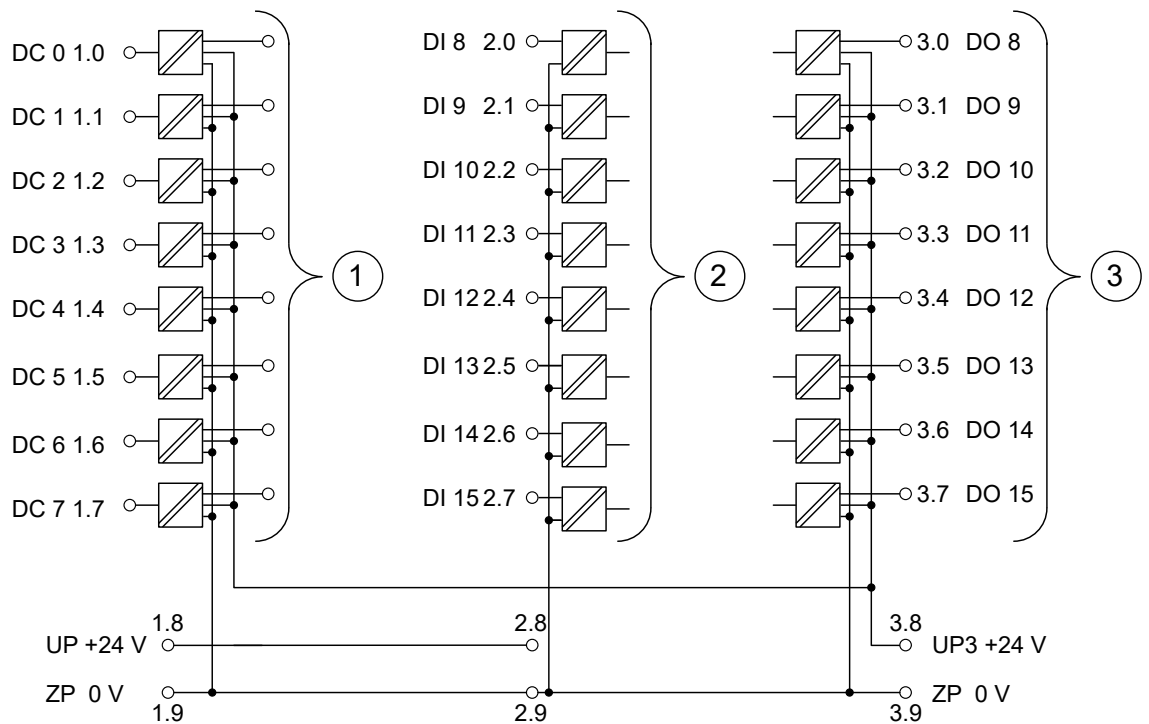 DC 0 1.0 DI 8 2.0 3.0 DO 8
DC 1 1.1 DI 9 2.1 3.1 DO 9
DC 2 1.2 DI 10 2.2 3.2 DO 10
DC 3 1.3 DI 11 2.3 3.3 DO 11
1 2 3
DC 4 1.4 DI 12 2.4 3.4 DO 12
DC 5 1.5 DI 13 2.5 3.5 DO 13
DC 6 1.6 DI 14 2.6 3.6 DO 14
DC 7 1.7 DI 15 2.7 3.7 DO 15
1.8 2.8 3.8
UP +24 V UP3 +24 V
ZP 0 V ZP 0 V
1.9 2.9 3.9